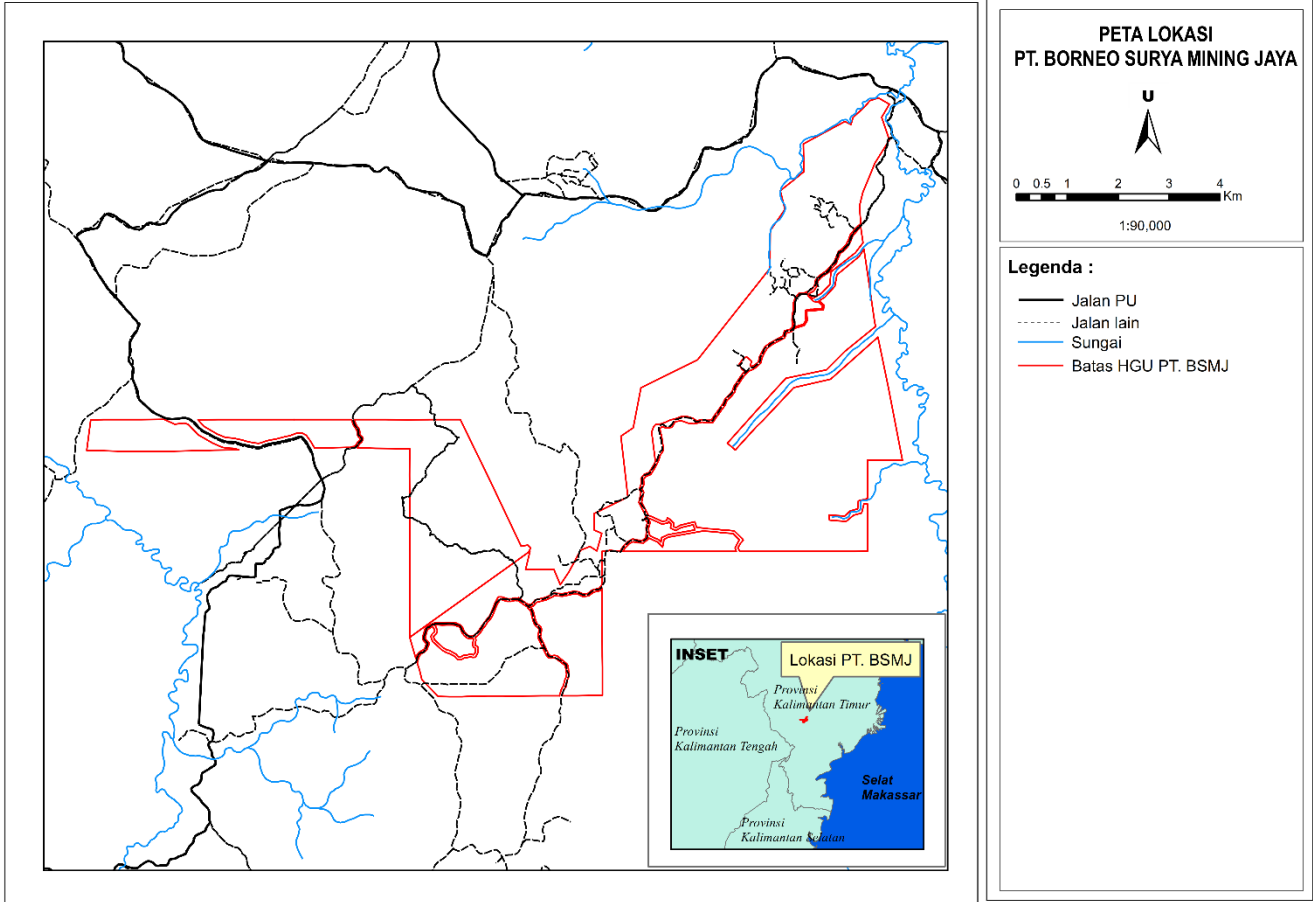 PETA LOKASI
PT. BORNEO SURYA MINING JAYA
U
0 0.5 1 2 3 4
Km
1:90,000
Legenda :
Jalan PU
Jalan lain
Sungai
Batas HGU PT. BSMJ
INSET
Lokasi PT. BSMJ
Provinsi
Kalimantan Timur
Provinsi
Kalimantan Tengah
Selat
Makassar
Provinsi
Kalimantan Selatan